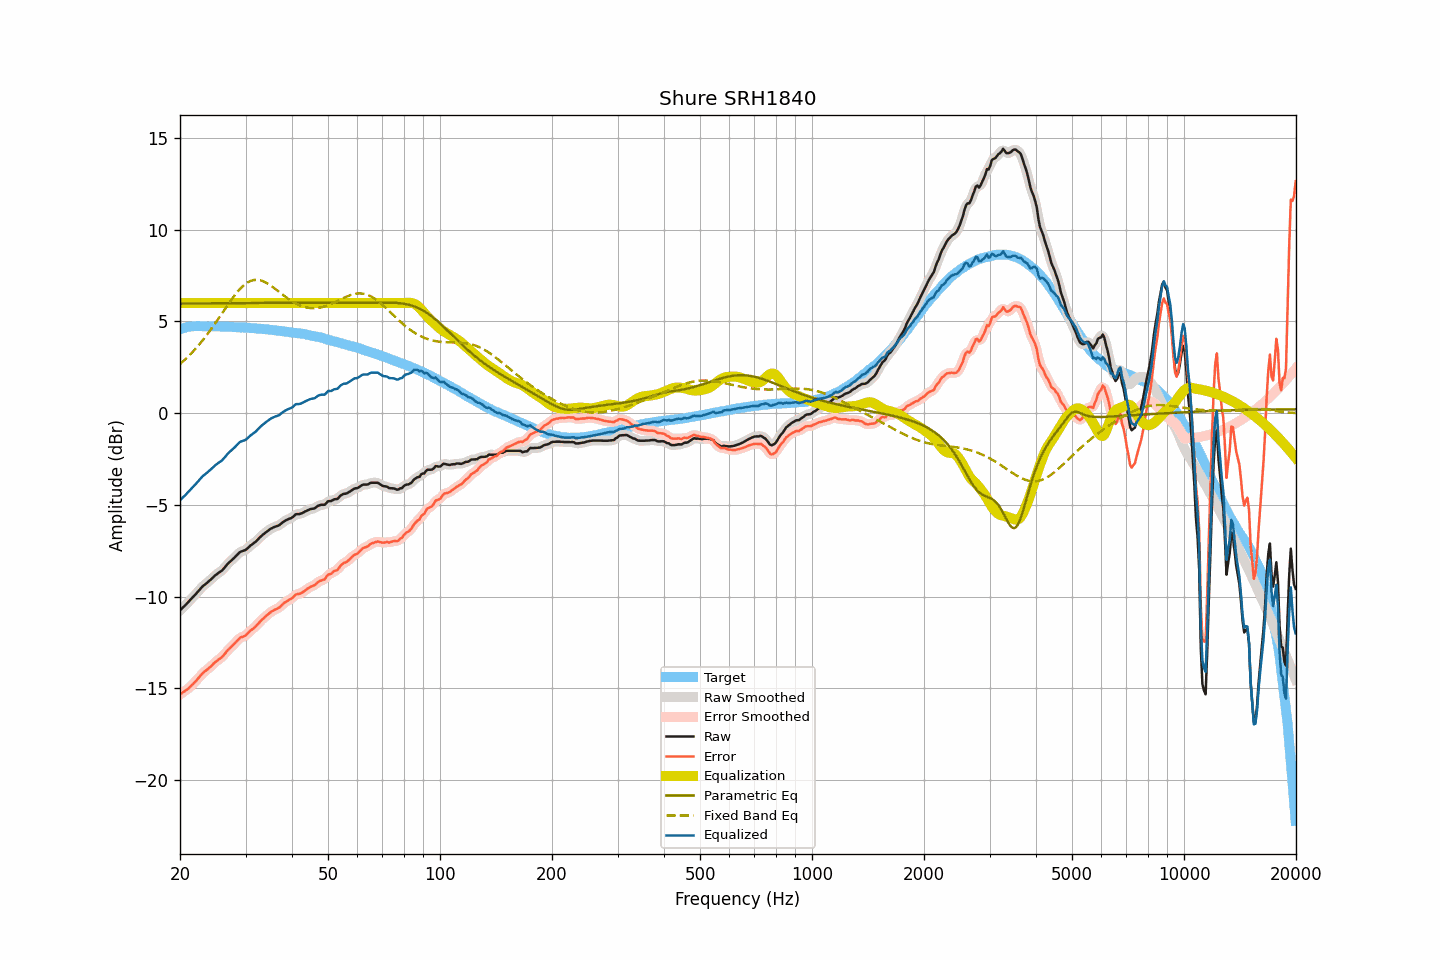 Shure SRH1840
15
10
5
0
−5
−10
−15
−20
Amplitude (dBr)
Target
Raw Smoothed
Error Smoothed
Raw
Error
Equalization
Parametric Eq
Fixed Band Eq
Equalized
20 50 100 200 500 1000 2000 5000 10000 20000
Frequency (Hz)